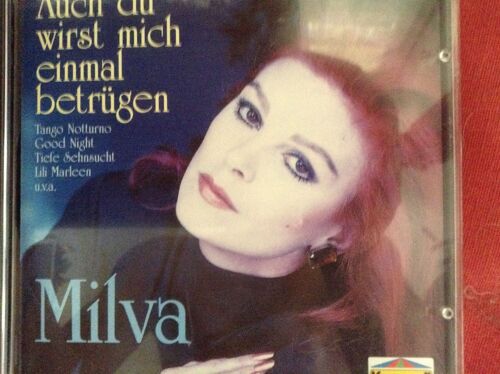 Auch du
wirst mich
einmal
betrügen
Tango Notturno
Good Night
Tiefe Sehnsucht
Lili Marleen
u.v.a.
Milva